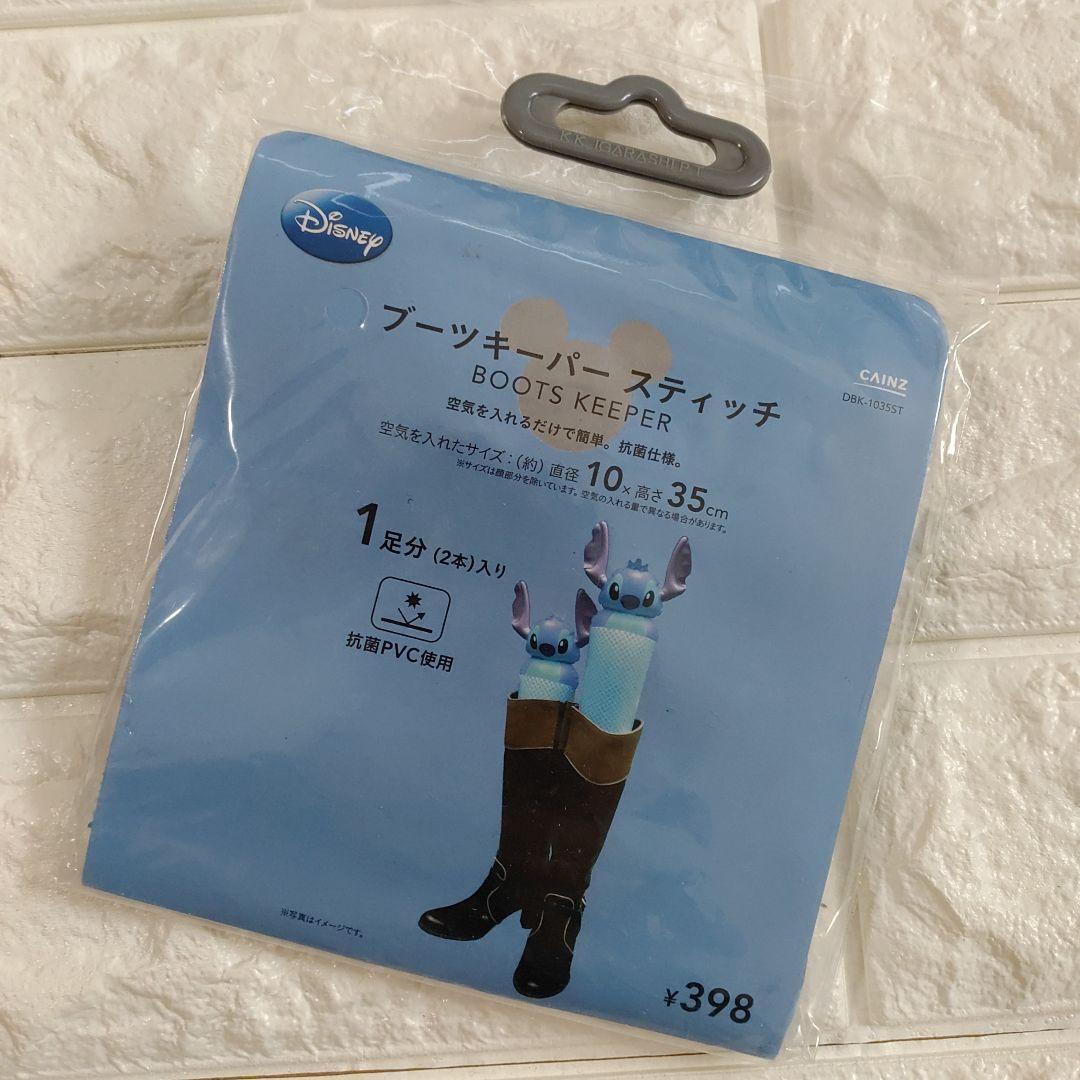 KK IGARASHI P.T
Disney
ブーツキーパー スティッチ
BOOTS KEEPER
CAINZ
DBK-1035ST
空気を入れるだけで簡単。抗菌仕様。
空気を入れたサイズ：(約) 直径 10 × 高さ 35cm
※サイズは顔部分を除いています。空気の入れる量で異なる場合があります。
1足分 (2本)入り
抗菌PVC使用
※写真はイメージです。
¥398